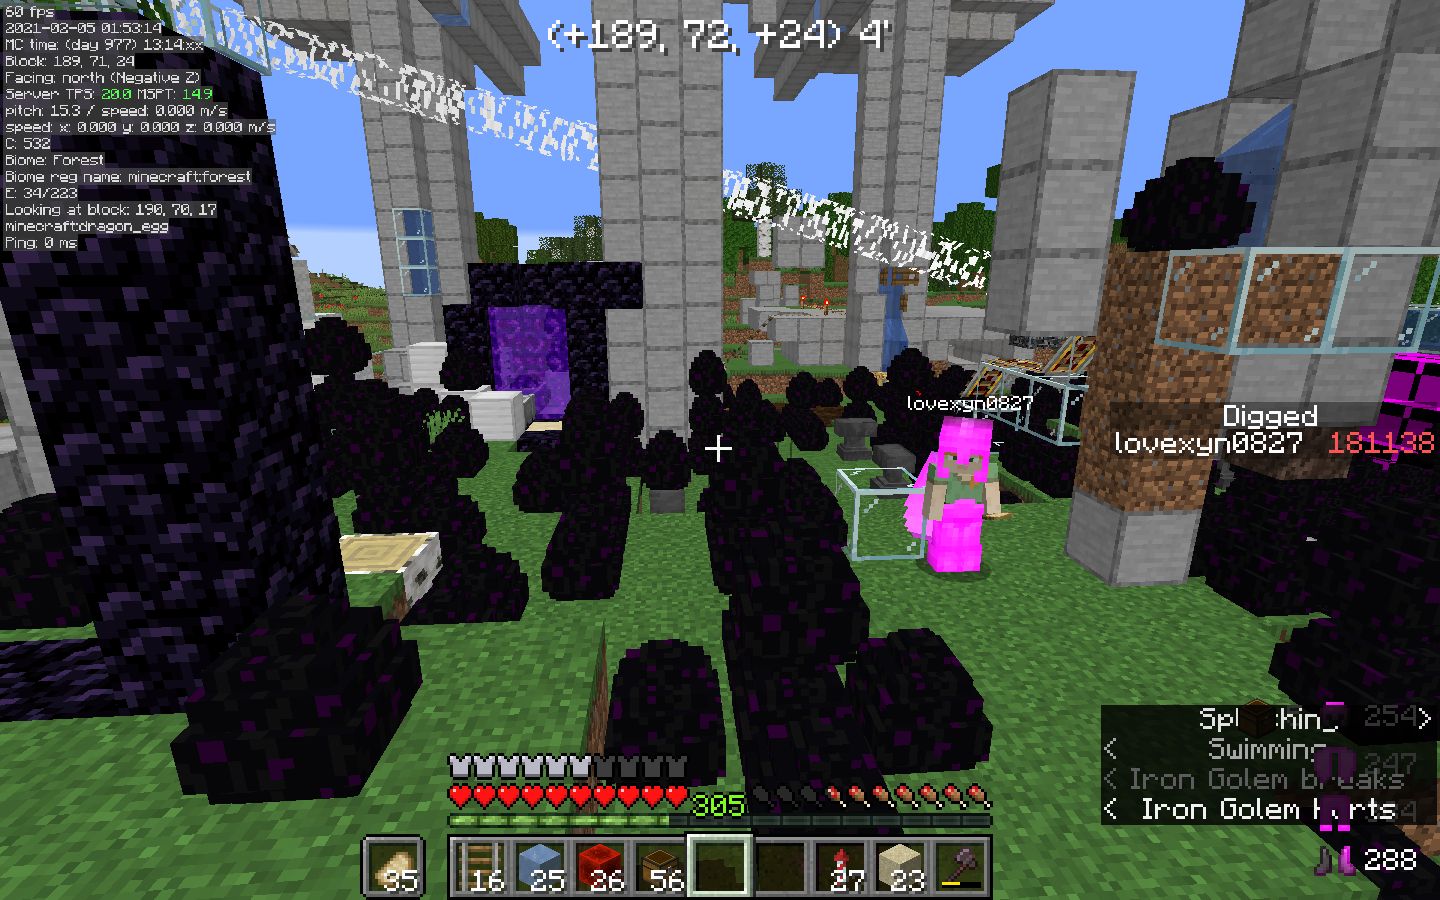 60 fps
2021-02-05 01:53:14
MC time: (day 977) 13:14:xx
Block: 189, 71, 24
Facing: north (Negative Z)
Server TPS: 20.0 MSPT: 14.9
pitch: 15.3 / speed: 0.000 m/s
speed: x: 0.000 y: 0.000 z: 0.000 m/s
C: 532
Biome: Forest
Biome reg name: minecraft:forest
E: 34/223
Looking at block: 190, 70, 17
minecraft:dragon_egg
Ping: 0 ms
(+189, 72, +24) 4'
lovexyn0827
Digged
lovexyn0827 181138
254>
< Swimming 247
< Iron Golem breaks
< Iron Golem hurts
288
305
35 16 25 26 56 27 23